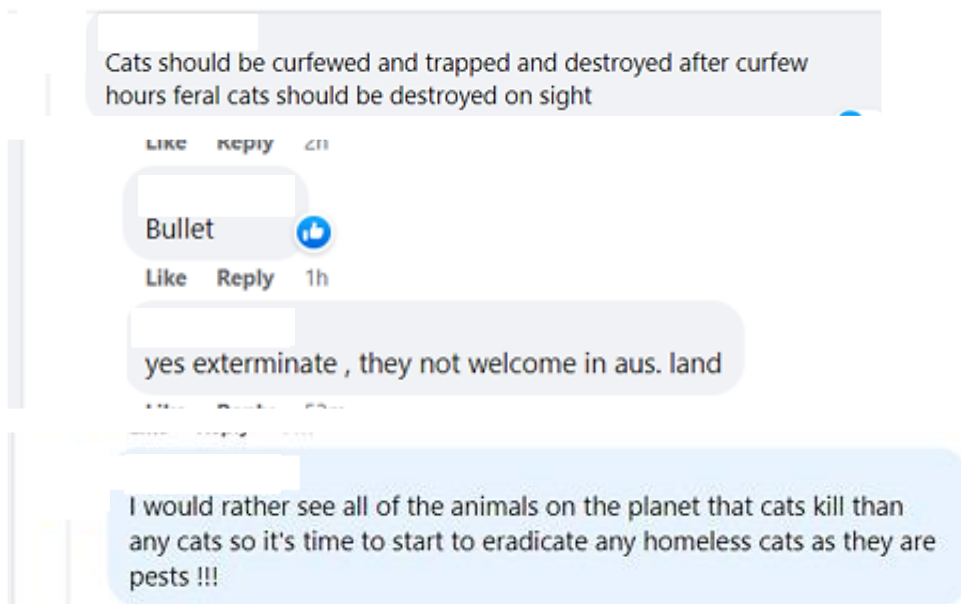 Cats should be curfewed and trapped and destroyed after curfew
hours feral cats should be destroyed on sight
Like Reply 2h
Bullet
Like Reply 1h
yes exterminate , they not welcome in aus. land
Like Reply
I would rather see all of the animals on the planet that cats kill than
any cats so it's time to start to eradicate any homeless cats as they are
pests !!!